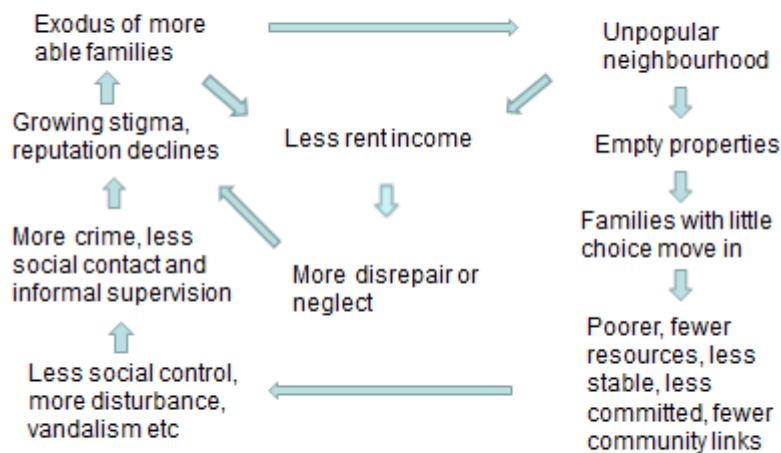 Exodus of more
able families
Unpopular
neighbourhood
Growing stigma,
reputation declines
Less rent income
Empty properties
More crime, less
social contact and
informal supervision
More disrepair or
neglect
Families with little
choice move in
Less social control,
more disturbance,
vandalism etc
Poorer, fewer
resources, less
stable, less
committed, fewer
community links